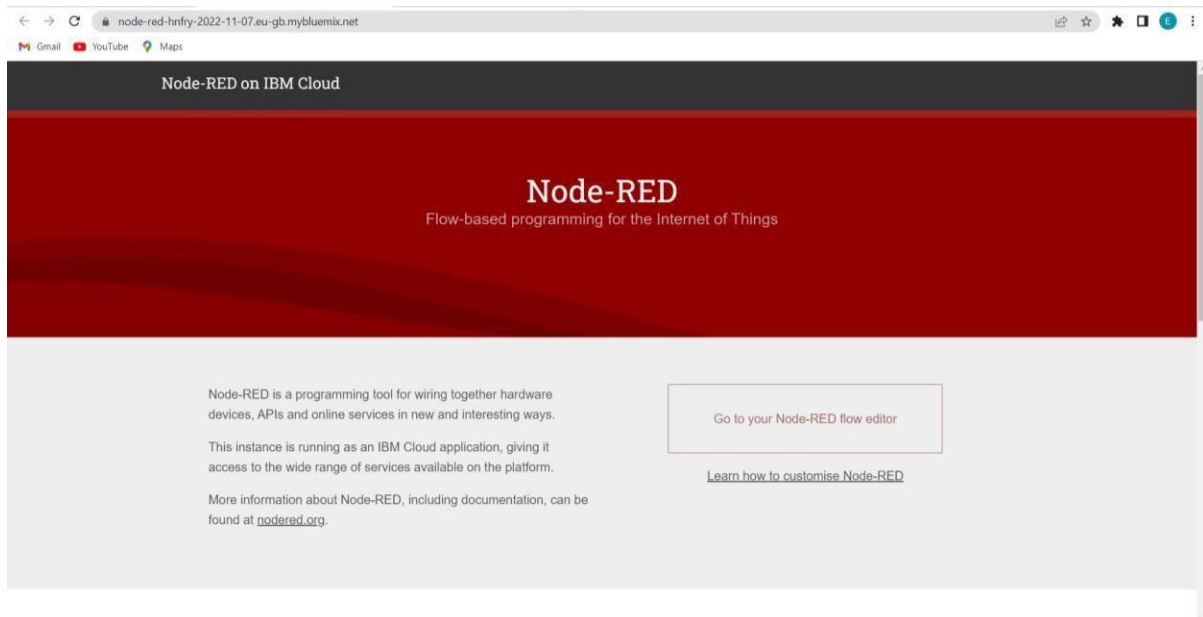 node-red-hnfry-2022-11-07.eu-gb.mybluemix.net
Gmail YouTube Maps
E
Node-RED on IBM Cloud
Node-RED
Flow-based programming for the Internet of Things
Node-RED is a programming tool for wiring together hardware
devices, APIs and online services in new and interesting ways.
This instance is running as an IBM Cloud application, giving it
access to the wide range of services available on the platform.
More information about Node-RED, including documentation, can be
found at nodered.org.
Go to your Node-RED flow editor
Learn how to customise Node-RED